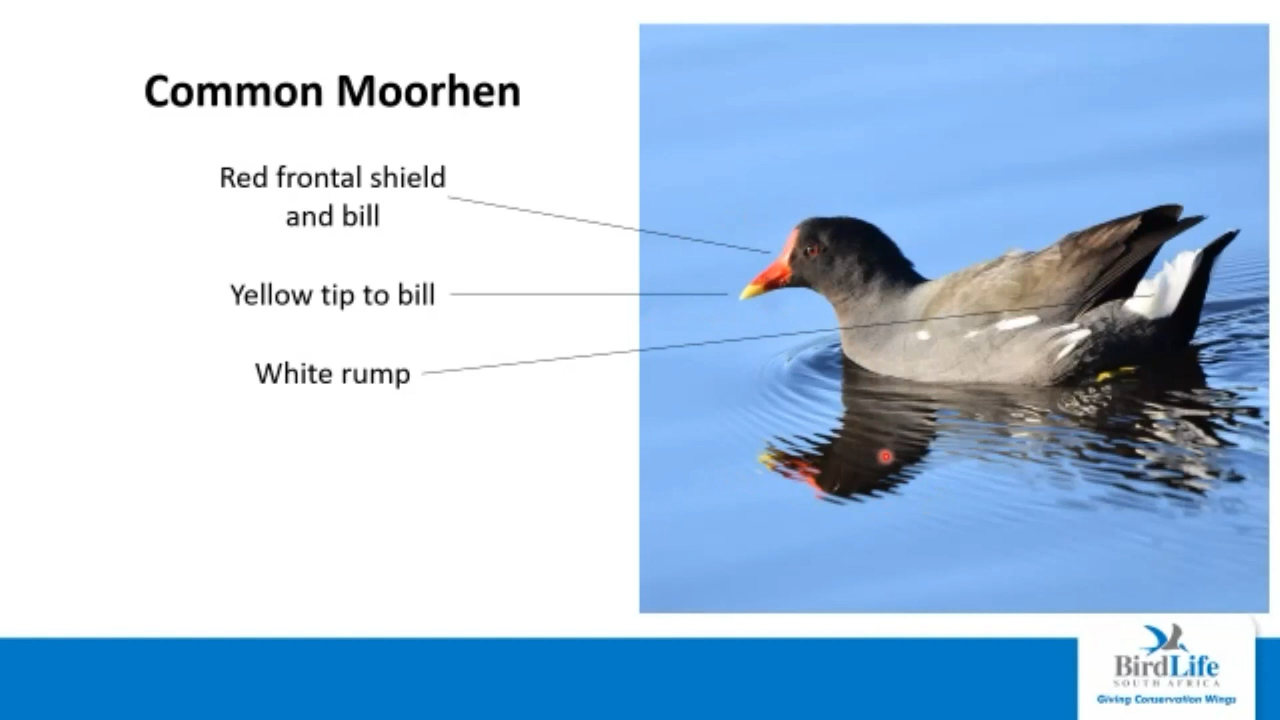 Common Moorhen
Red frontal shield
and bill
Yellow tip to bill
White rump
BirdLife
SOUTH AFRICA
Giving Conservation Wings